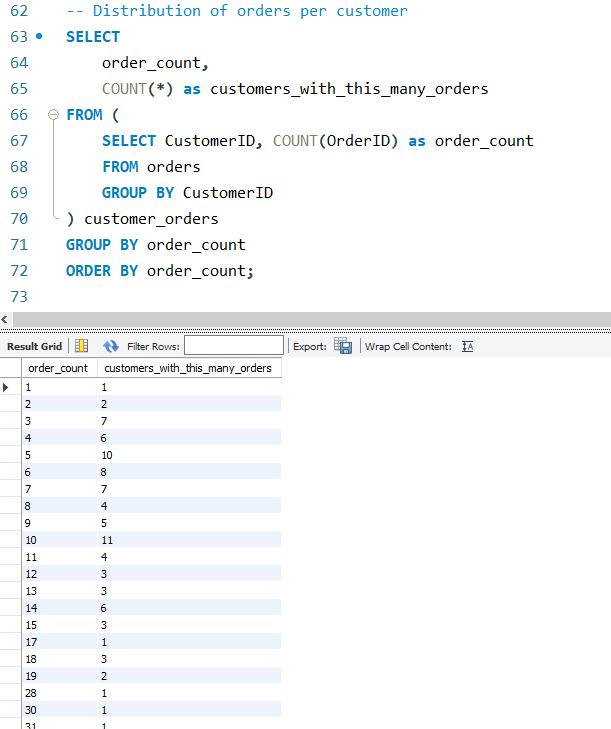 62 -- Distribution of orders per customer
63 SELECT
64 order_count,
65 COUNT(*) as customers_with_this_many_orders
66 FROM (
67 SELECT CustomerID, COUNT(OrderID) as order_count
68 FROM orders
69 GROUP BY CustomerID
70 ) customer_orders
71 GROUP BY order_count
72 ORDER BY order_count;
73
Result Grid Filter Rows: Export: Wrap Cell Content: IA
order_count customers_with_this_many_orders
1 1
2 2
3 7
4 6
5 10
6 8
7 7
8 4
9 5
10 11
11 4
12 3
13 3
14 6
15 3
17 1
18 3
19 2
28 1
30 1
31 1